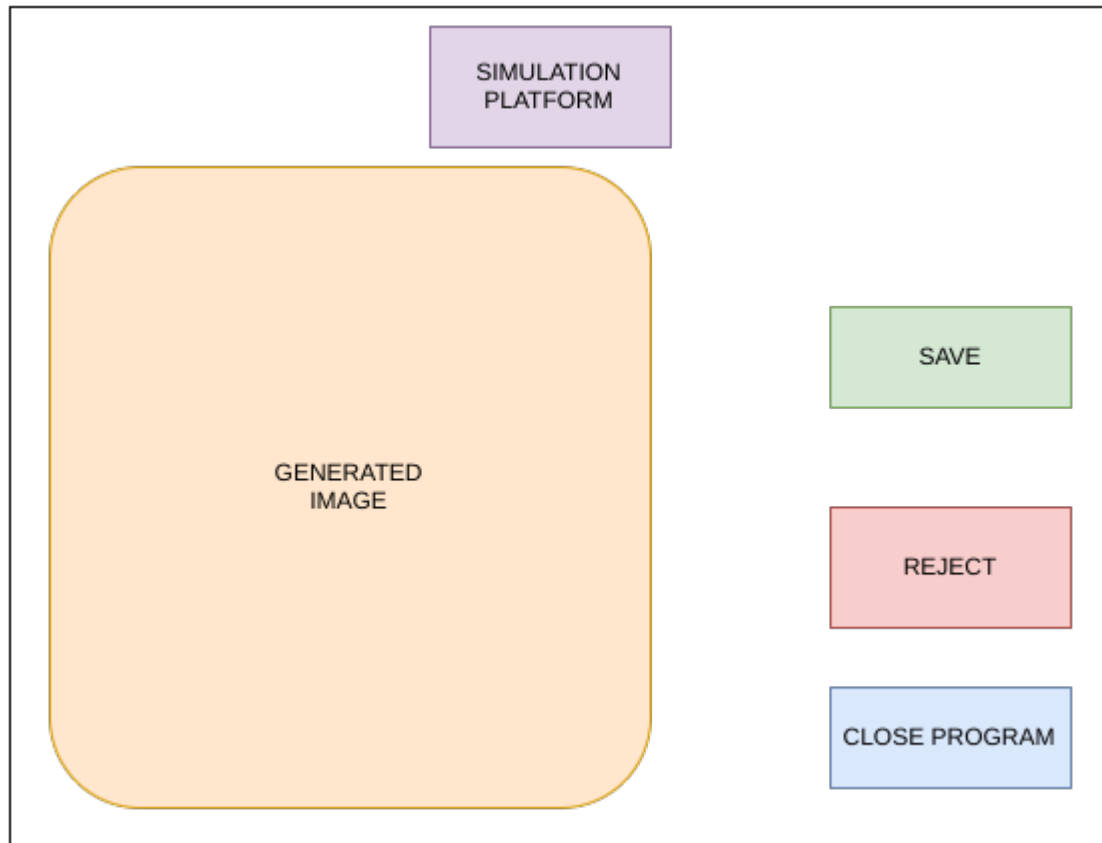 SIMULATION
PLATFORM
GENERATED
IMAGE
SAVE
REJECT
CLOSE PROGRAM